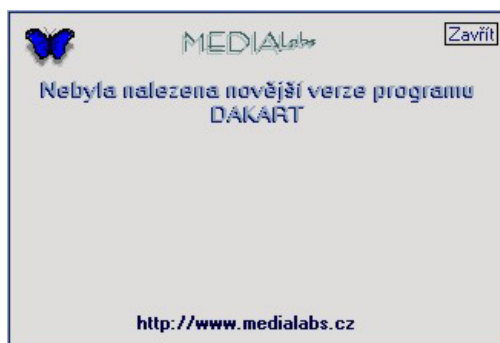 MEDIALabs
Zavřít
Nebyla nalezena novější verze programu
DAKART
http://www.medialabs.cz